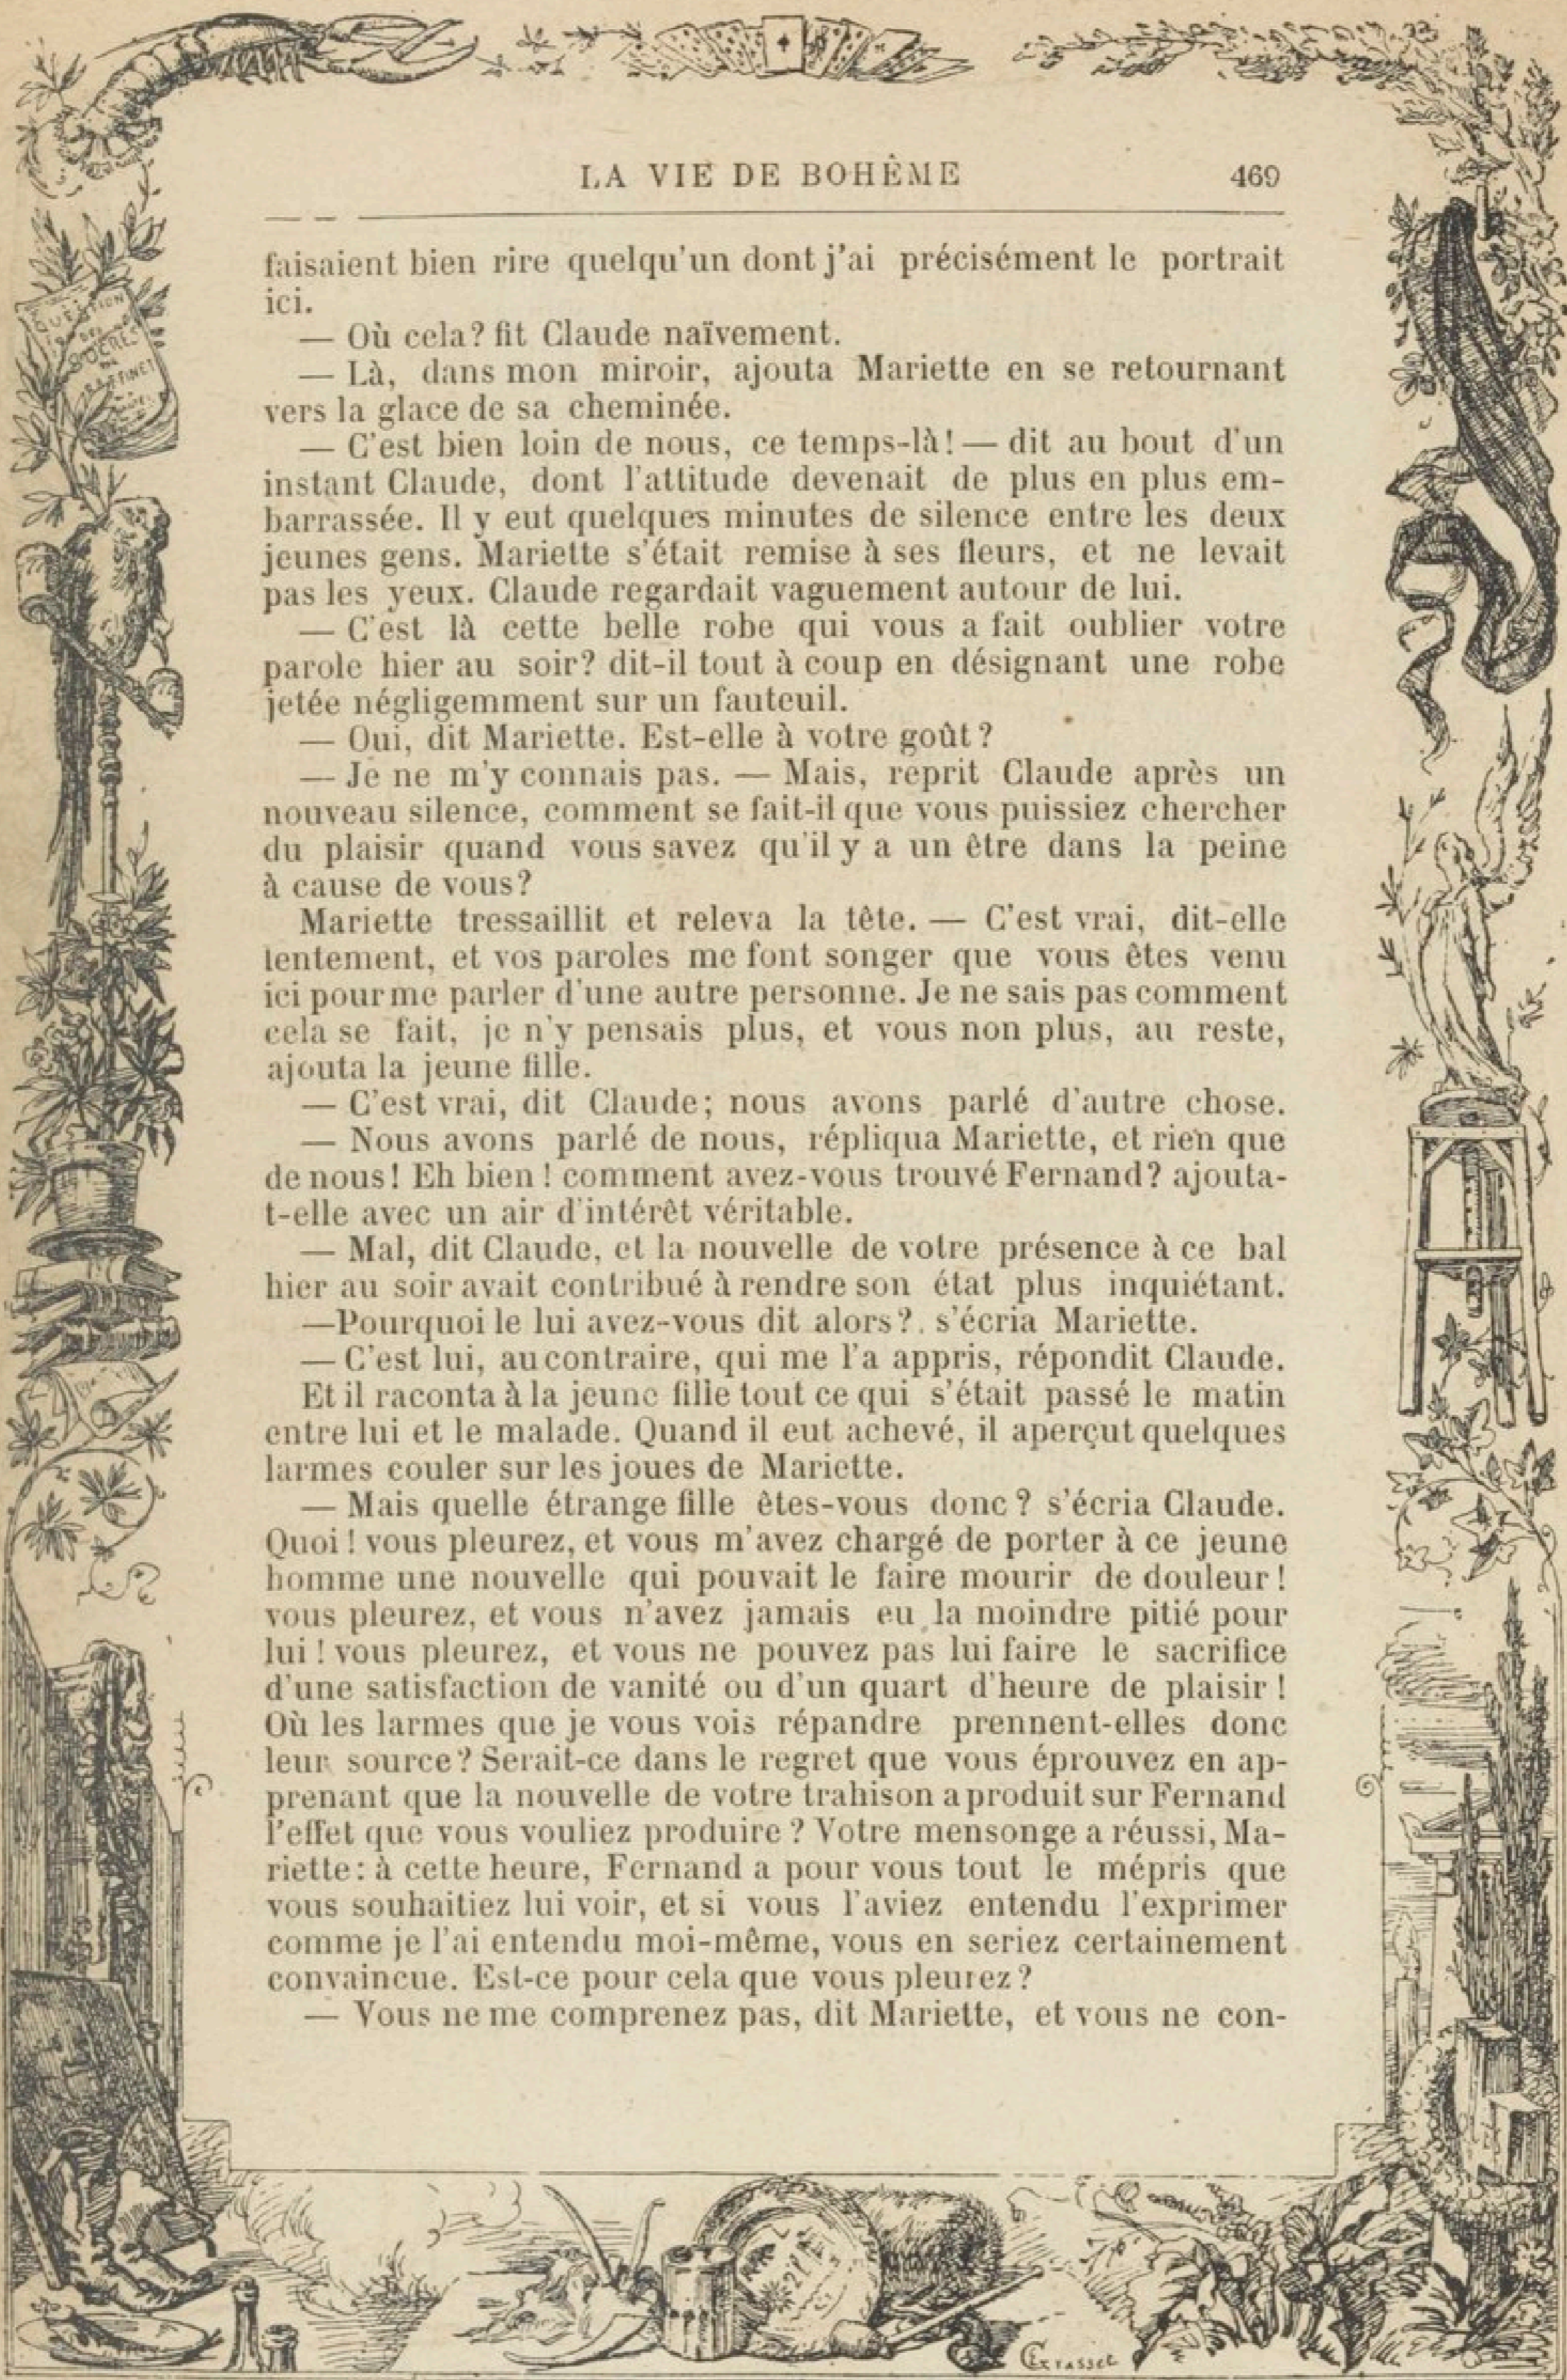 LA VIE DE BOHÊME 469
faisaient bien rire quelqu'un dont j'ai précisément le portrait
ici.
— Où cela? fit Claude naïvement.
— Là, dans mon miroir, ajouta Mariette en se retournant
vers la glace de sa cheminée.
— C'est bien loin de nous, ce temps-là! — dit au bout d'un
instant Claude, dont l'attitude devenait de plus en plus em-
barrassée. Il y eut quelques minutes de silence entre les deux
jeunes gens. Mariette s'était remise à ses fleurs, et ne levait
pas les yeux. Claude regardait vaguement autour de lui.
— C'est là cette belle robe qui vous a fait oublier votre
parole hier au soir? dit-il tout à coup en désignant une robe
jetée négligemment sur un fauteuil.
— Oui, dit Mariette. Est-elle à votre goût?
— Je ne m'y connais pas. — Mais, reprit Claude après un
nouveau silence, comment se fait-il que vous puissiez chercher
du plaisir quand vous savez qu'il y a un être dans la peine
à cause de vous?
Mariette tressaillit et releva la tête. — C'est vrai, dit-elle
lentement, et vos paroles me font songer que vous êtes venu
ici pour me parler d'une autre personne. Je ne sais pas comment
cela se fait, je n'y pensais plus, et vous non plus, au reste,
ajouta la jeune fille.
— C'est vrai, dit Claude; nous avons parlé d'autre chose.
— Nous avons parlé de nous, répliqua Mariette, et rien que
de nous! Eh bien! comment avez-vous trouvé Fernand? ajouta-
t-elle avec un air d'intérêt véritable.
— Mal, dit Claude, et la nouvelle de votre présence à ce bal
hier au soir avait contribué à rendre son état plus inquiétant.
— Pourquoi le lui avez-vous dit alors?. s'écria Mariette.
— C'est lui, au contraire, qui me l'a appris, répondit Claude.
Et il raconta à la jeune fille tout ce qui s'était passé le matin
entre lui et le malade. Quand il eut achevé, il aperçut quelques
larmes couler sur les joues de Mariette.
— Mais quelle étrange fille êtes-vous donc? s'écria Claude.
Quoi! vous pleurez, et vous m'avez chargé de porter à ce jeune
homme une nouvelle qui pouvait le faire mourir de douleur!
vous pleurez, et vous n'avez jamais eu la moindre pitié pour
lui! vous pleurez, et vous ne pouvez pas lui faire le sacrifice
d'une satisfaction de vanité ou d'un quart d'heure de plaisir!
Où les larmes que je vous vois répandre prennent-elles donc
leur source? Serait-ce dans le regret que vous éprouvez en ap-
prenant que la nouvelle de votre trahison a produit sur Fernand
l'effet que vous vouliez produire? Votre mensonge a réussi, Ma-
riette: à cette heure, Fernand a pour vous tout le mépris que
vous souhaitiez lui voir, et si vous l'aviez entendu l'exprimer
comme je l'ai entendu moi-même, vous en seriez certainement
convaincue. Est-ce pour cela que vous pleurez?
— Vous ne me comprenez pas, dit Mariette, et vous ne con-
EGrasset